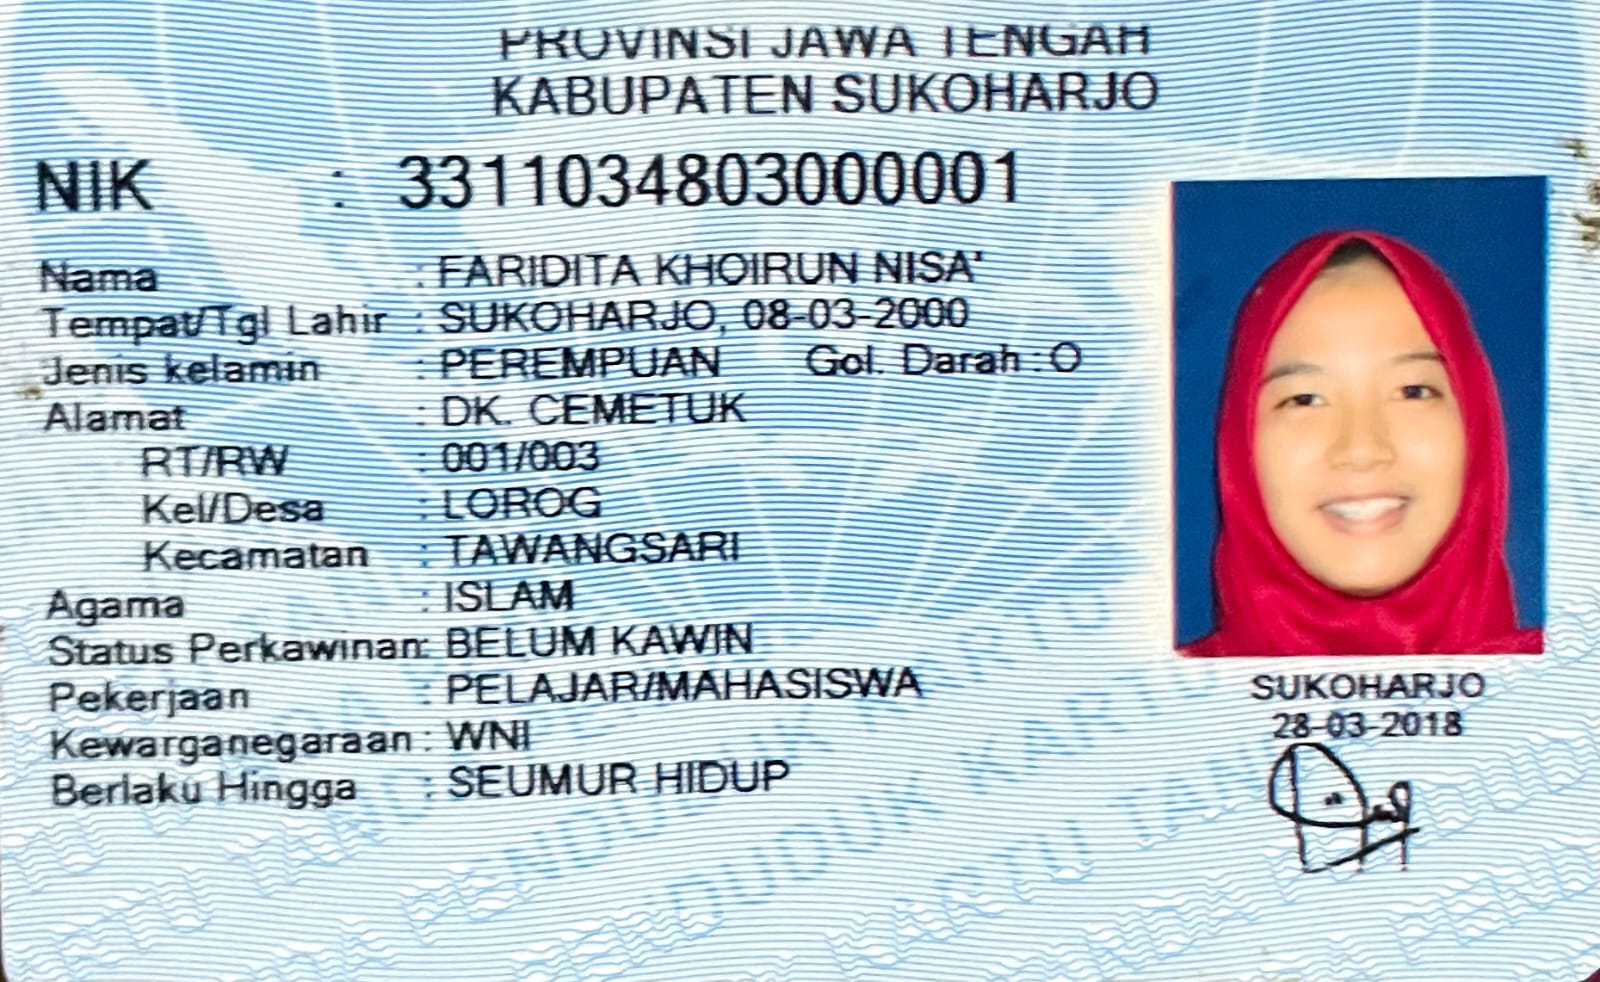 PROVINSI JAWA TENGAH
KABUPATEN SUKOHARJO
NIK : 3311034803000001
Nama : FARIDITA KHOIRUN NISA'
Tempat/Tgl Lahir : SUKOHARJO, 08-03-2000
Jenis kelamin : PEREMPUAN Gol. Darah : O
Alamat : DK. CEMETUK
RT/RW : 001/003
Kel/Desa : LOROG
Kecamatan : TAWANGSARI
Agama : ISLAM
Status Perkawinan: BELUM KAWIN
Pekerjaan : PELAJAR/MAHASISWA
Kewarganegaraan : WNI
Berlaku Hingga : SEUMUR HIDUP
SUKOHARJO
28-03-2018